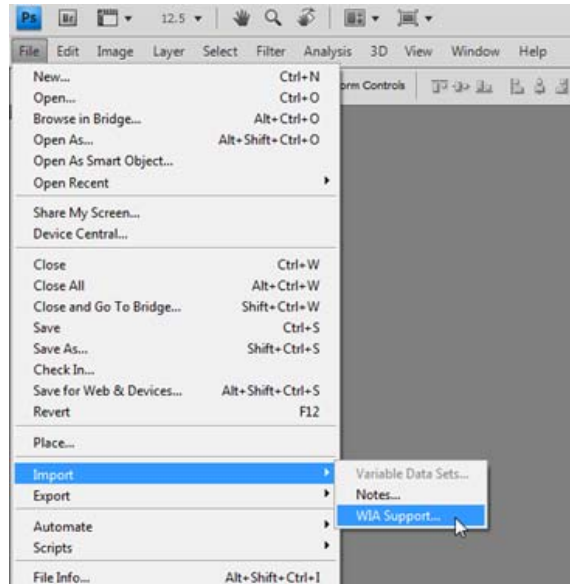 Ps Br 12.5
File Edit Image Layer Select Filter Analysis 3D View Window Help
New... Ctrl+N
orm Controls
Open... Ctrl+O
Browse in Bridge... Alt+Ctrl+O
Open As... Alt+Shift+Ctrl+O
Open As Smart Object...
Open Recent
Share My Screen...
Device Central...
Close Ctrl+W
Close All Alt+Ctrl+W
Close and Go To Bridge... Shift+Ctrl+W
Save Ctrl+S
Save As... Shift+Ctrl+S
Check In...
Save for Web & Devices... Alt+Shift+Ctrl+S
Revert F12
Place...
Import
Variable Data Sets...
Export
Notes...
WIA Support...
Automate
Scripts
File Info... Alt+Shift+Ctrl+I